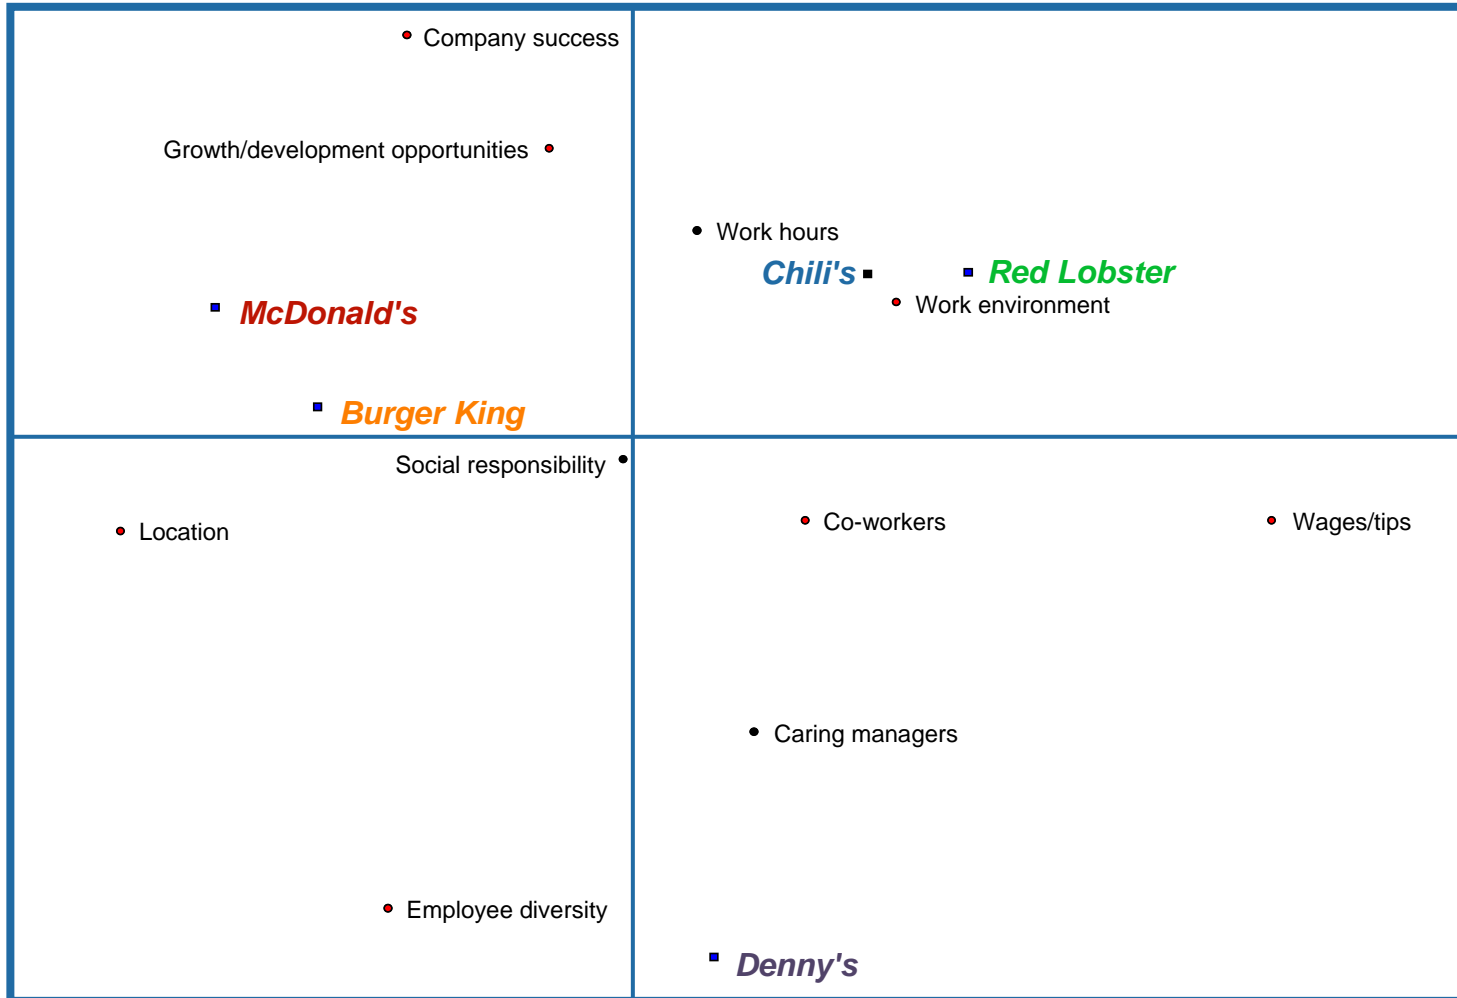 Company success
Growth/development opportunities
Work hours
Chili's
Red Lobster
Work environment
McDonald's
Burger King
Social responsibility
Location
Co-workers
Wages/tips
Caring managers
Employee diversity
Denny's